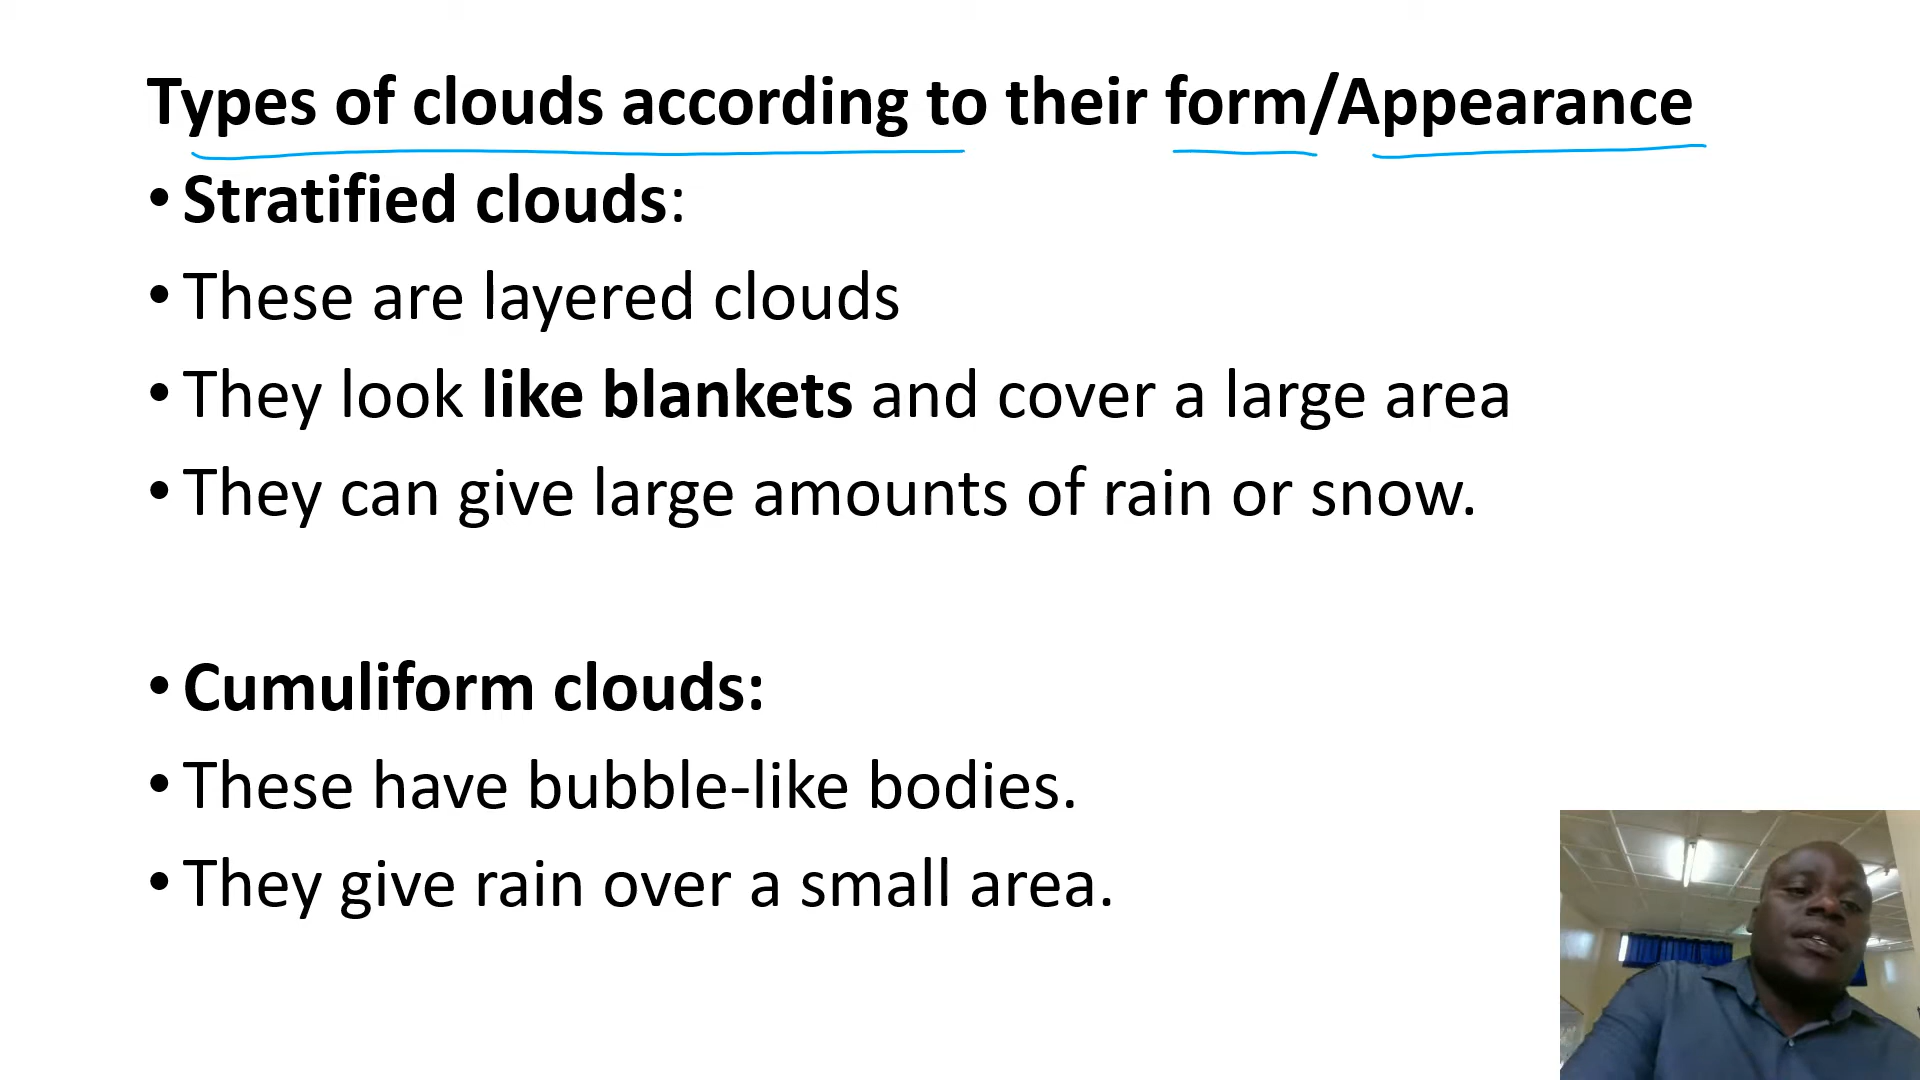 Types of clouds according to their form/Appearance
• Stratified clouds:
• These are layered clouds
• They look like blankets and cover a large area
• They can give large amounts of rain or snow.
• Cumuliform clouds:
• These have bubble-like bodies.
• They give rain over a small area.